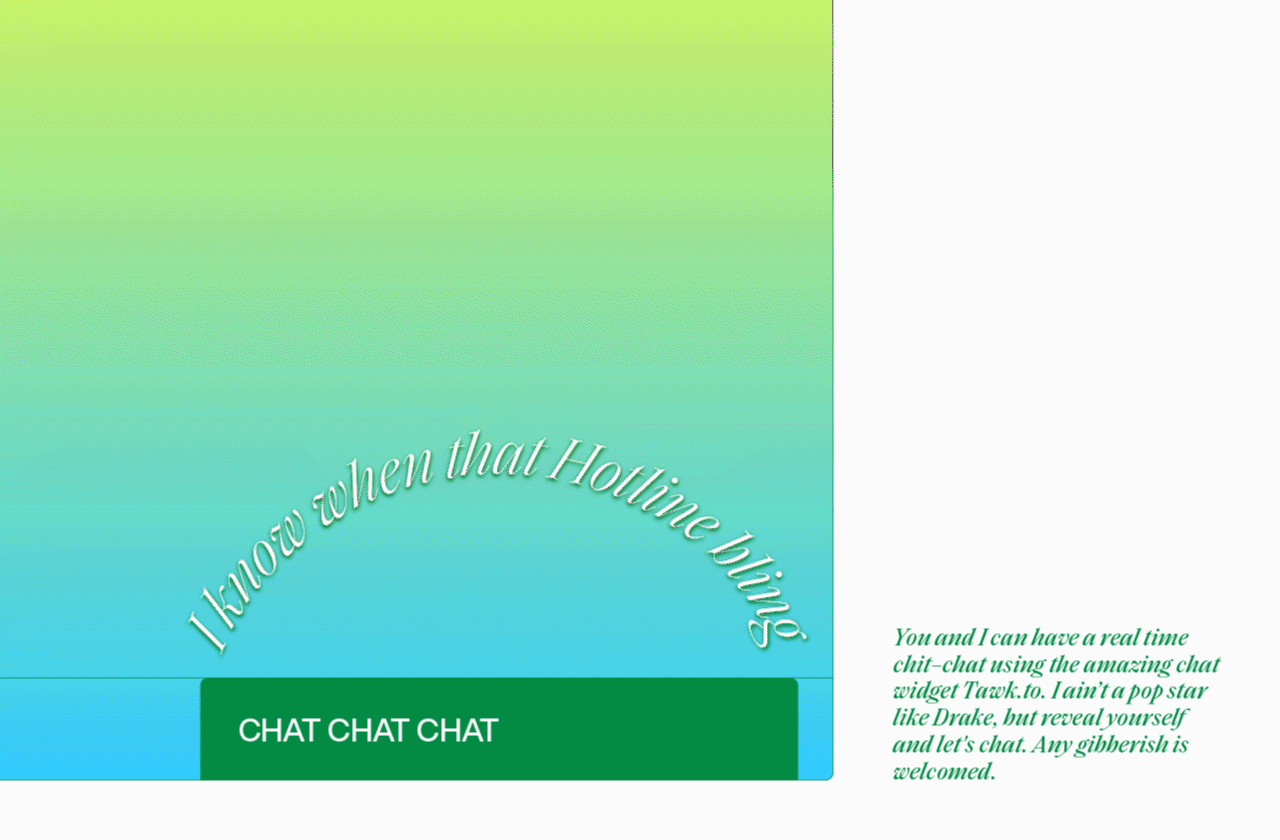 I know when that Hotline bling
CHAT CHAT CHAT
You and I can have a real time
chit-chat using the amazing chat
widget Tawk.to. I ain't a pop star
like Drake, but reveal yourself
and let's chat. Any gibberish is
welcomed.